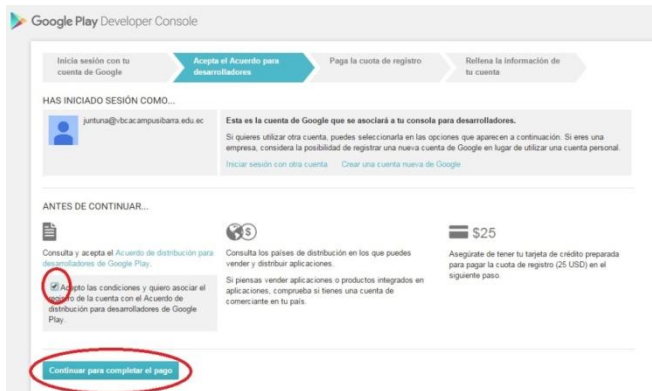 Google Play Developer Console
Inicia sesión con tu
cuenta de Google
Acepta el Acuerdo para
desarrolladores
Paga la cuota de registro
Rellena la información de
tu cuenta
HAS INICIADO SESIÓN COMO...
juntuna@vbcacampusibarra.edu.ec
Esta es la cuenta de Google que se asociará a tu consola para desarrolladores.
Si quieres utilizar otra cuenta, puedes seleccionarla en las opciones que aparecen a continuación. Si eres una
empresa, considera la posibilidad de registrar una nueva cuenta de Google en lugar de utilizar una cuenta personal.
Iniciar sesión con otra cuenta Crear una cuenta nueva de Google
ANTES DE CONTINUAR...
Consulta y acepta el Acuerdo de distribución para
desarrolladores de Google Play.
Acepto las condiciones y quiero asociar el
registro de la cuenta con el Acuerdo de
distribución para desarrolladores de Google
Play.
Consulta los países de distribución en los que puedes
vender y distribuir aplicaciones.
Si piensas vender aplicaciones o productos integrados en
aplicaciones, comprueba si tienes una cuenta de
comerciante en tu país.
$25
Asegúrate de tener tu tarjeta de crédito preparada
para pagar la cuota de registro (25 USD) en el
siguiente paso.
Continuar para completar el pago